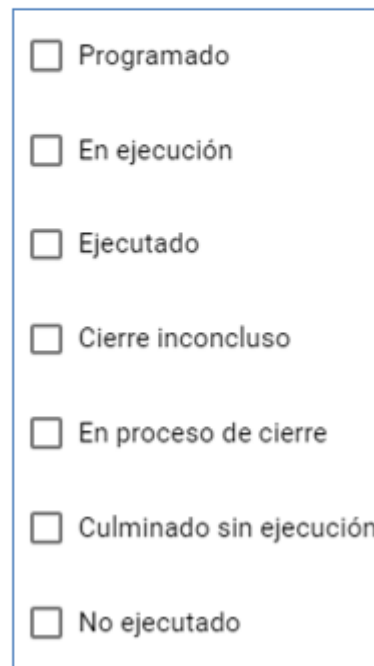 Programado
En ejecución
Ejecutado
Cierre inconcluso
En proceso de cierre
Culminado sin ejecución
No ejecutado